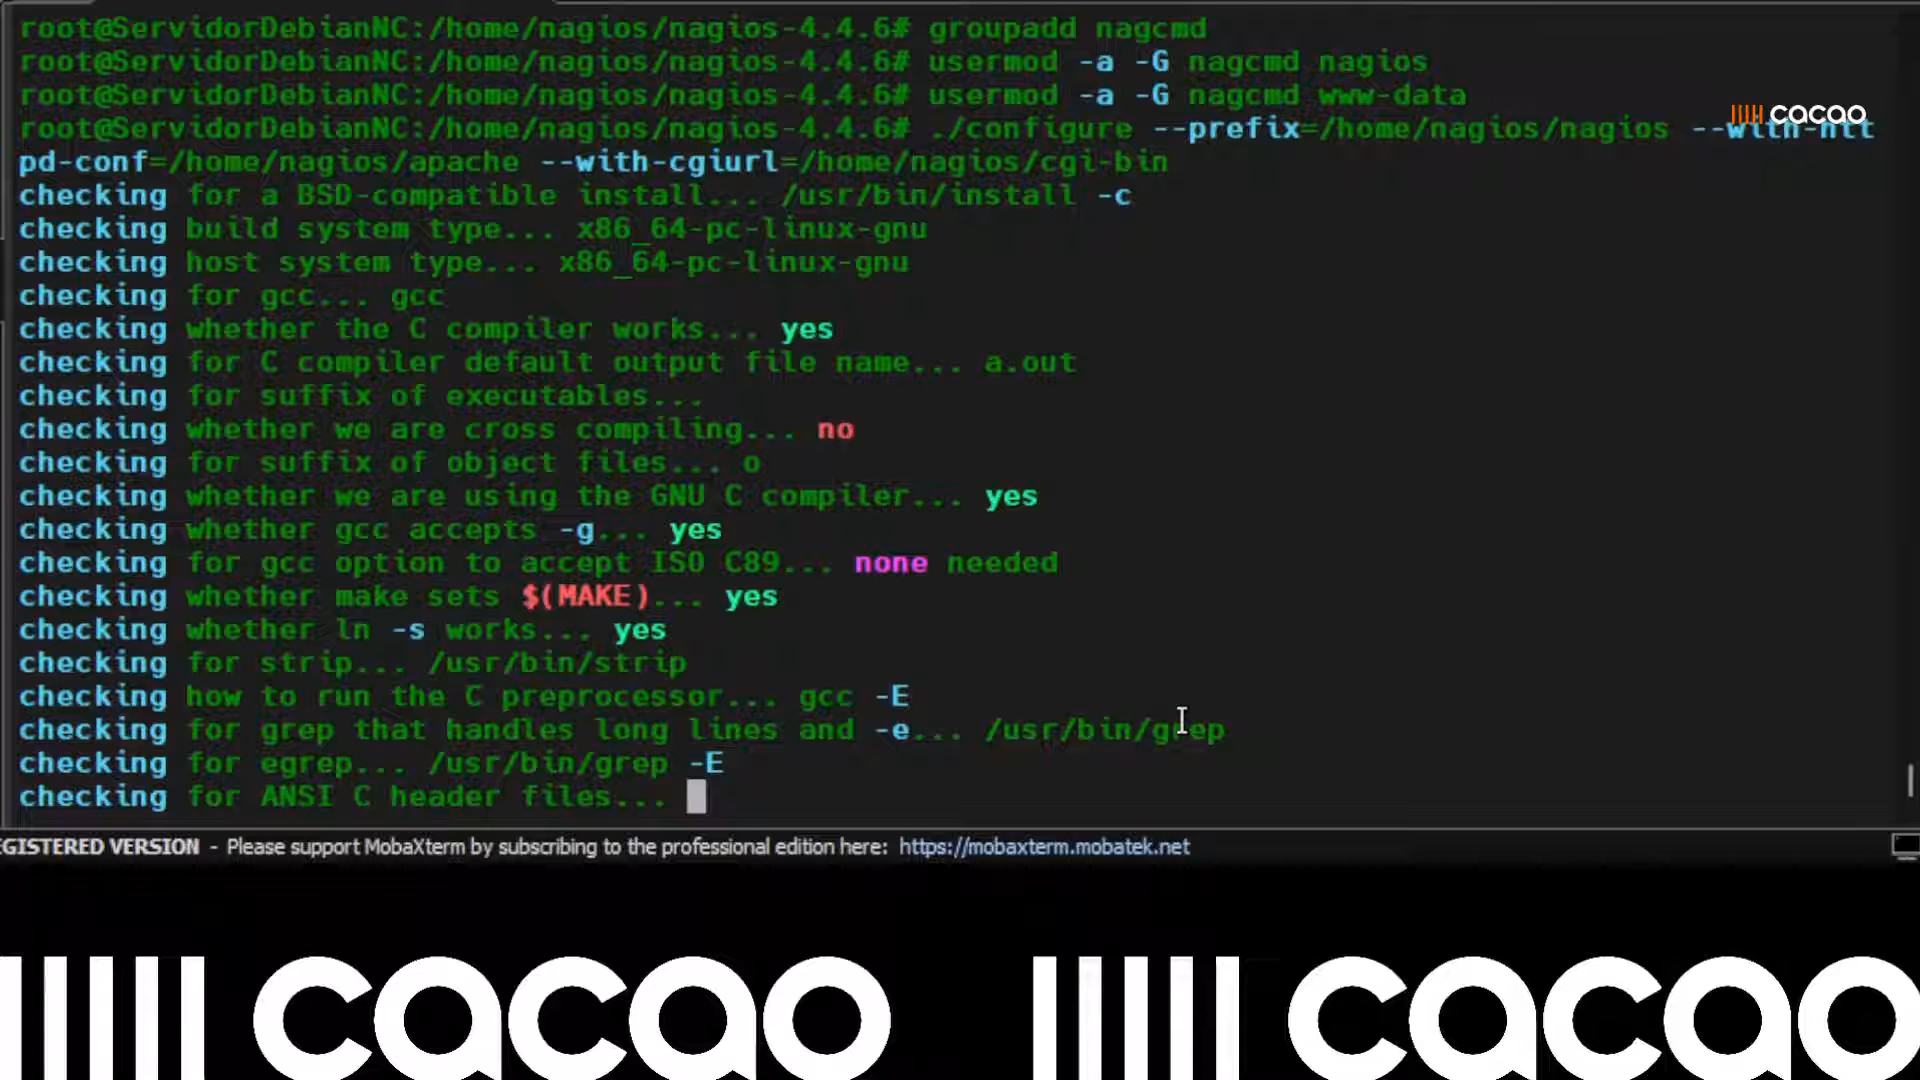 root@ServidorDebianNC:/home/nagios/nagios-4.4.6# groupadd nagcmd
root@ServidorDebianNC:/home/nagios/nagios-4.4.6# usermod -a -G nagcmd nagios
root@ServidorDebianNC:/home/nagios/nagios-4.4.6# usermod -a -G nagcmd www-data
cacao
root@ServidorDebianNC:/home/nagios/nagios-4.4.6# ./configure --prefix=/home/nagios/nagios --with-htt
pd-conf=/home/nagios/apache --with-cgiurl=/home/nagios/cgi-bin
checking for a BSD-compatible install... /usr/bin/install -c
checking build system type... x86_64-pc-linux-gnu
checking host system type... x86_64-pc-linux-gnu
checking for gcc... gcc
checking whether the C compiler works... yes
checking for C compiler default output file name... a.out
checking for suffix of executables...
checking whether we are cross compiling... no
checking for suffix of object files... o
checking whether we are using the GNU C compiler... yes
checking whether gcc accepts -g... yes
checking for gcc option to accept ISO C89... none needed
checking whether make sets $(MAKE)... yes
checking whether ln -s works... yes
checking for strip... /usr/bin/strip
checking how to run the C preprocessor... gcc -E
checking for grep that handles long lines and -e... /usr/bin/grep
checking for egrep... /usr/bin/grep -E
checking for ANSI C header files...
EGISTERED VERSION - Please support MobaXterm by subscribing to the professional edition here: https://mobaxterm.mobatek.net
cacao cacao